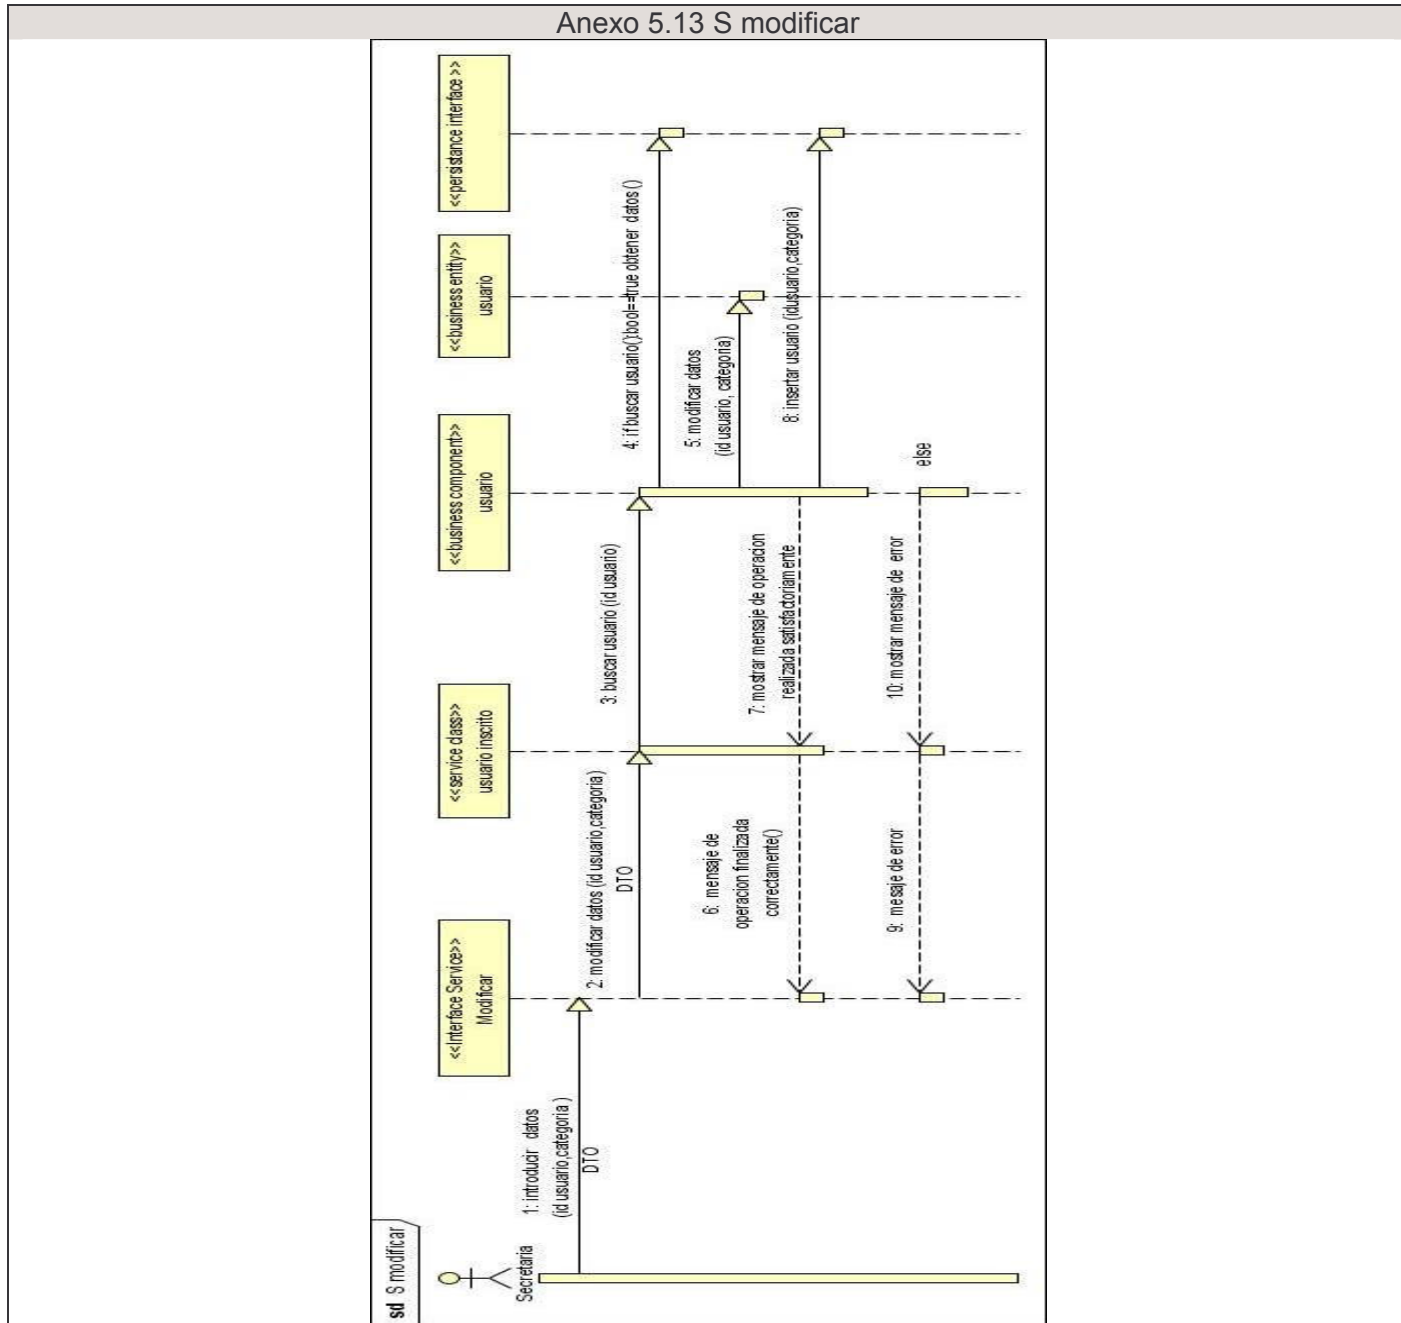 Anexo 5.13 S modificar
sd S modificar
Secretaria
<<Interface Service>>
Modificar
<<service class>>
usuario inscrito
<<business component>>
usuario
<<business entity>>
usuario
<<persistance interface >>
1: introducir datos
(id usuario,categoria )
DTO
2: modificar datos (id usuario,categoria)
DTO
3: buscar usuario (id usuario)
4: if buscar usuario():bool==true obtener datos ()
5: modificar datos
(id usuario, categoria)
6: mensaje de
operacion finalizada
correctamente()
7: mostrar mensaje de operacion
realizada satisfactoriamente
8: insertar usuario (idusuario,categoria)
else
9: mesaje de error
10: mostrar mensaje de error